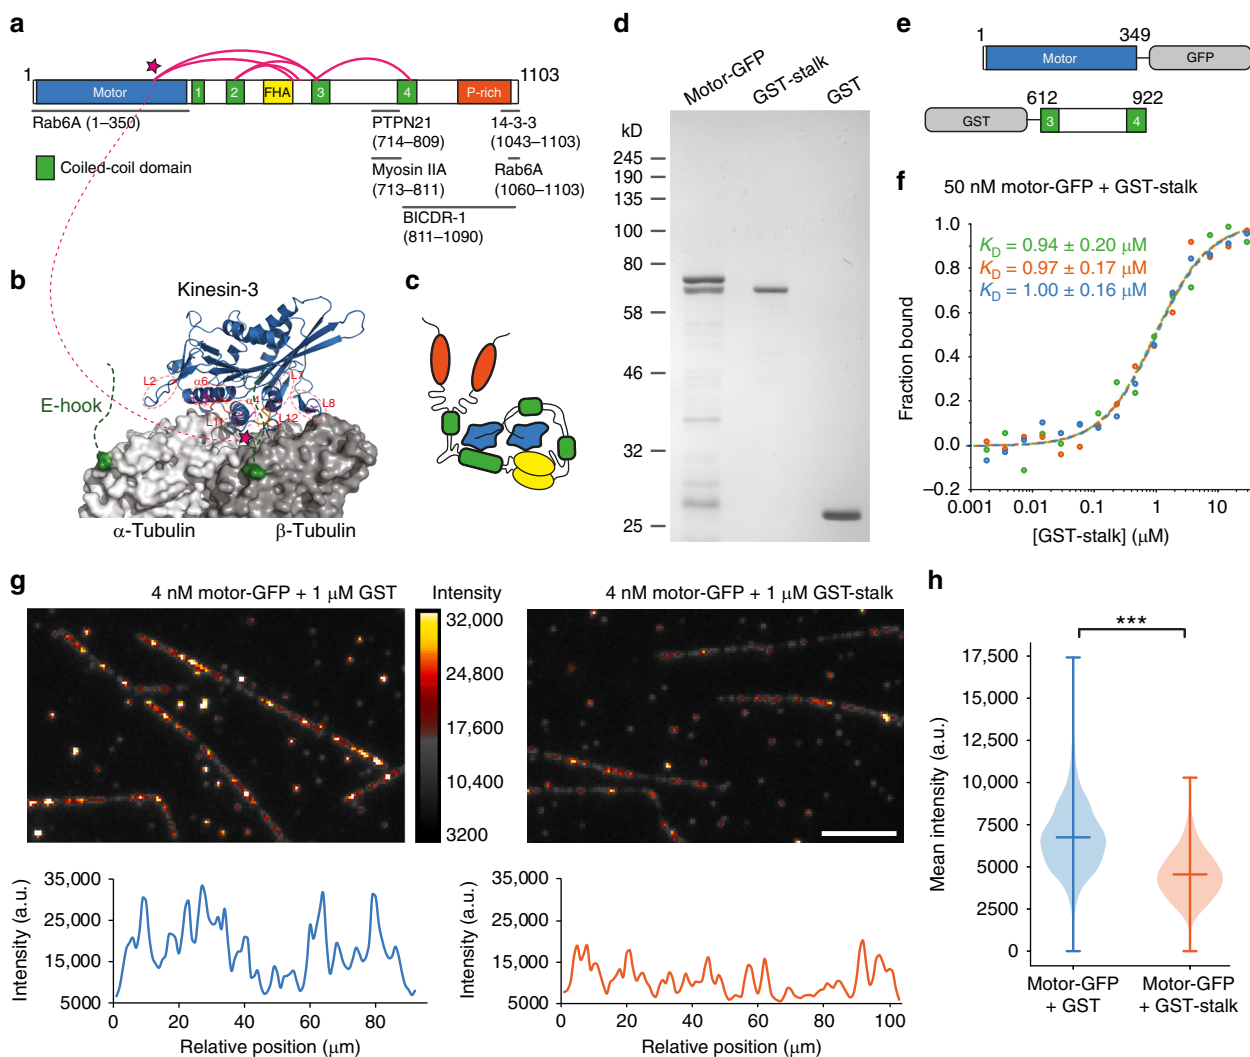 a
1
1103
Motor
1
2
FHA
3
4
P-rich
Rab6A (1–350)
PTPN21
(714–809)
14-3-3
(1043–1103)
Coiled-coil domain
Myosin IIA
(713–811)
Rab6A
(1060–1103)
BICDR-1
(811–1090)
b
Kinesin-3
L2
α6
L7
α4
L8
L11
L12
E-hook
α-Tubulin
β-Tubulin
c
d
Motor-GFP
GST-stalk
GST
kD
245
190
135
100
80
58
46
32
25
e
1
349
Motor
GFP
612
922
GST
3
4
f
50 nM motor-GFP + GST-stalk
K_D = 0.94 ± 0.20 μM
K_D = 0.97 ± 0.17 μM
K_D = 1.00 ± 0.16 μM
Fraction bound
1.0
0.8
0.6
0.4
0.2
0.0
–0.2
0.001
0.01
0.1
1
10
[GST-stalk] (μM)
g
4 nM motor-GFP + 1 μM GST
Intensity
32,000
24,800
17,600
10,400
3200
4 nM motor-GFP + 1 μM GST-stalk
Intensity (a.u.)
35,000
25,000
15,000
5000
0
20
40
60
80
Relative position (μm)
Intensity (a.u.)
35,000
25,000
15,000
5000
0
20
40
60
80
100
Relative position (μm)
h
***
Mean intensity (a.u.)
17,500
10,000
7500
5000
2500
0
Motor-GFP
+ GST
Motor-GFP
+ GST-stalk